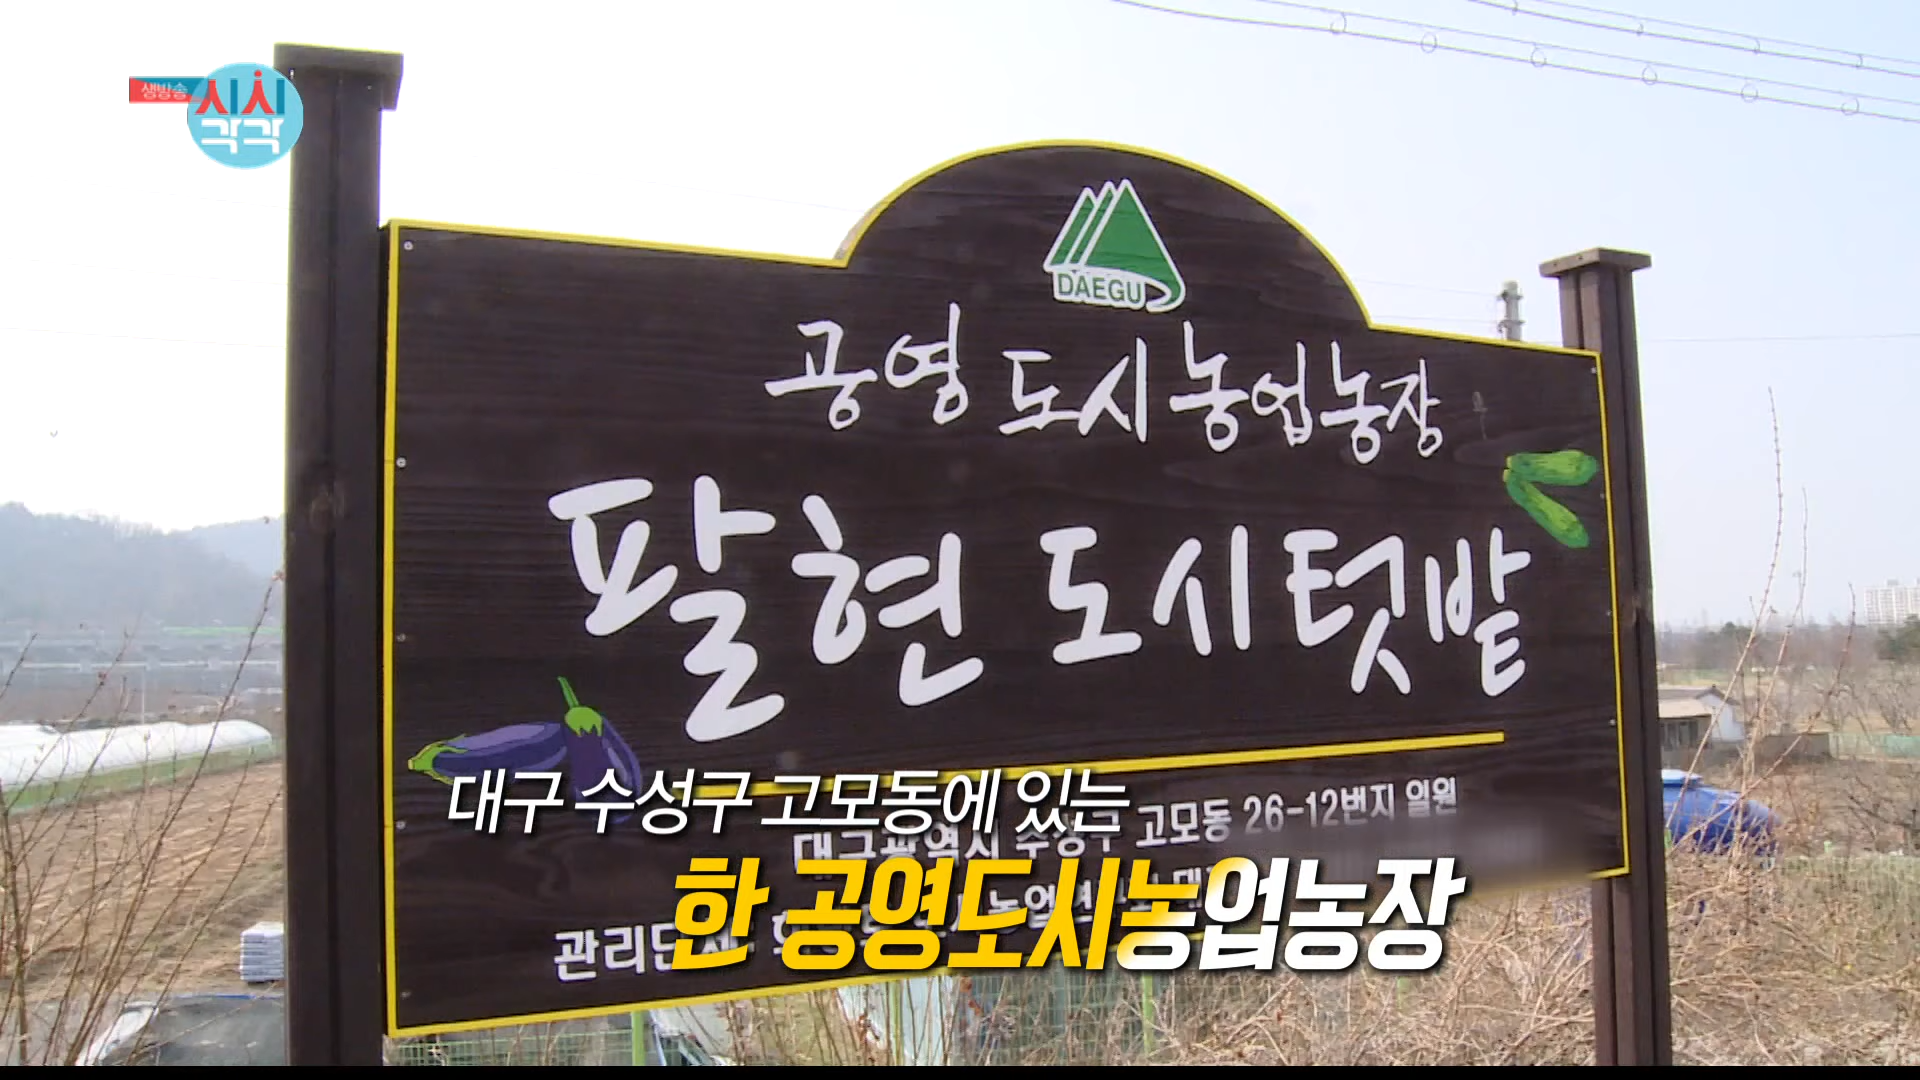 생방송
시시
각각
DAEGU
공영 도시농업농장
팔현 도시텃밭
대구 수성구 고모동에 있는
대구광역시 수성구 고모동 26-12번지 일원
한 공영도시농업농장
관리단체